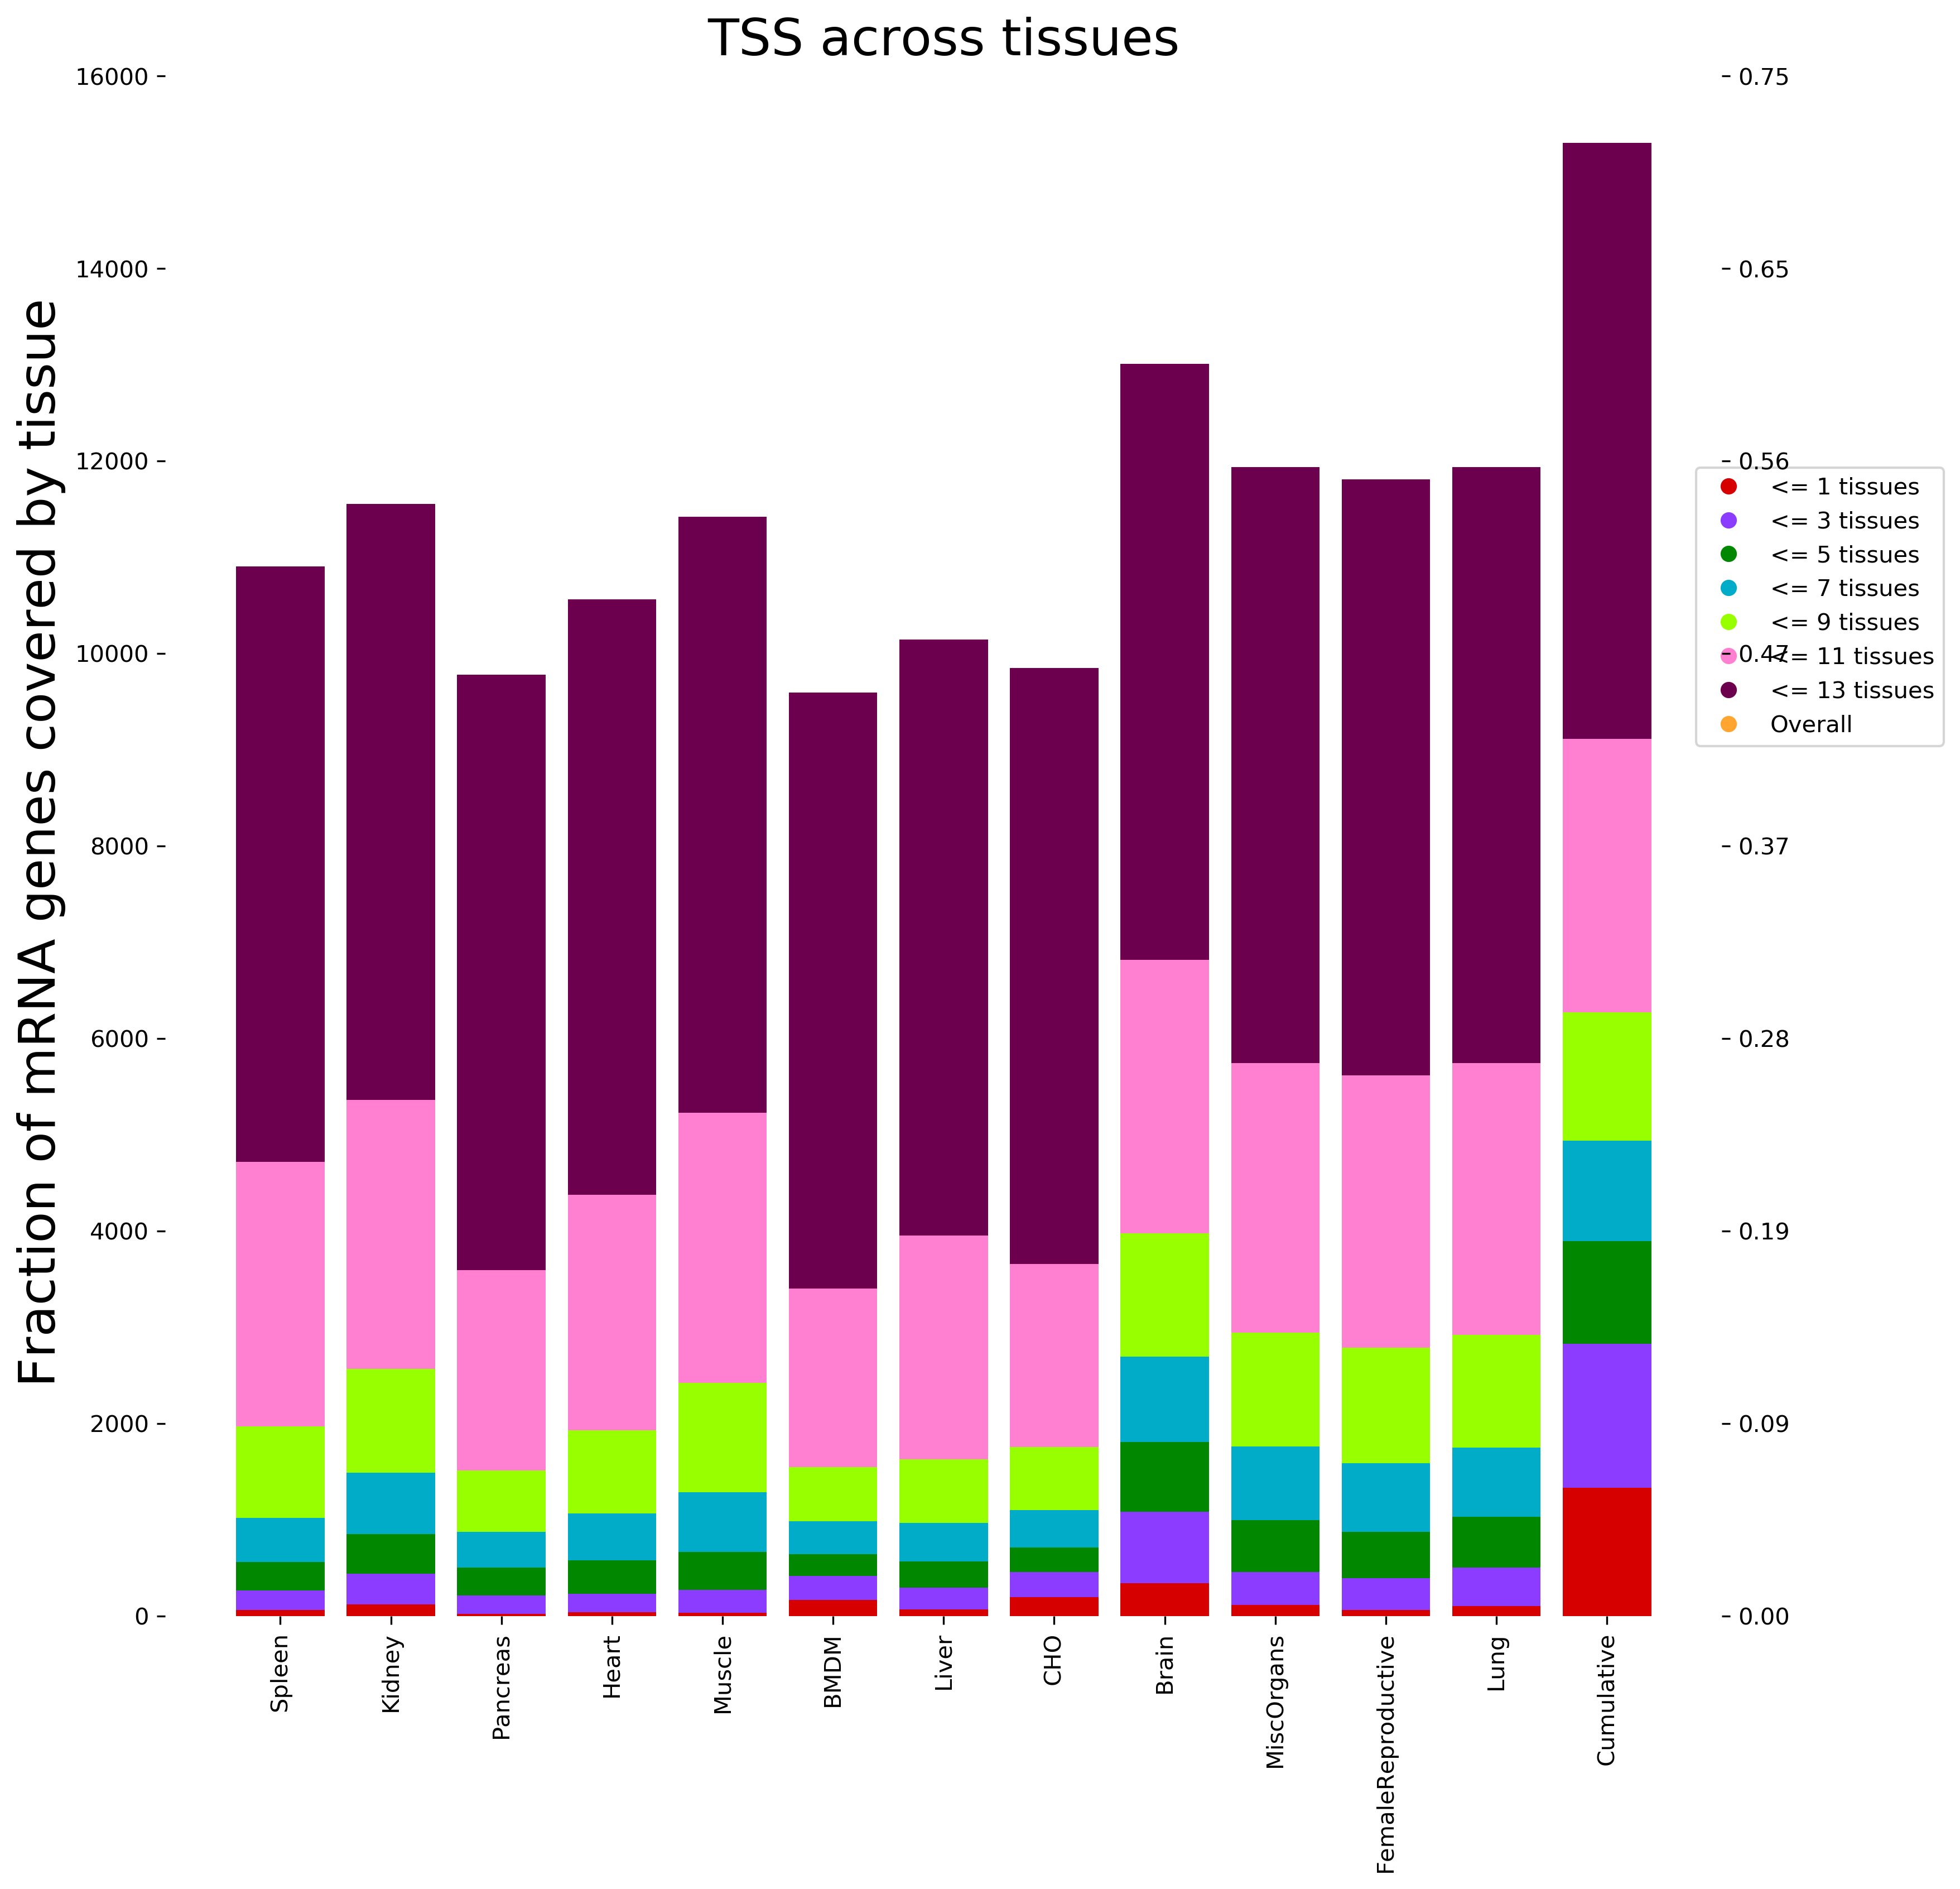 TSS across tissues
Fraction of mRNA genes covered by tissue
16000
14000
12000
10000
8000
6000
4000
2000
0
0.75
0.65
0.56
0.47
0.37
0.28
0.19
0.09
0.00
<= 1 tissues
<= 3 tissues
<= 5 tissues
<= 7 tissues
<= 9 tissues
<= 11 tissues
<= 13 tissues
Overall
Spleen
Kidney
Pancreas
Heart
Muscle
BMDM
Liver
CHO
Brain
MiscOrgans
FemaleReproductive
Lung
Cumulative